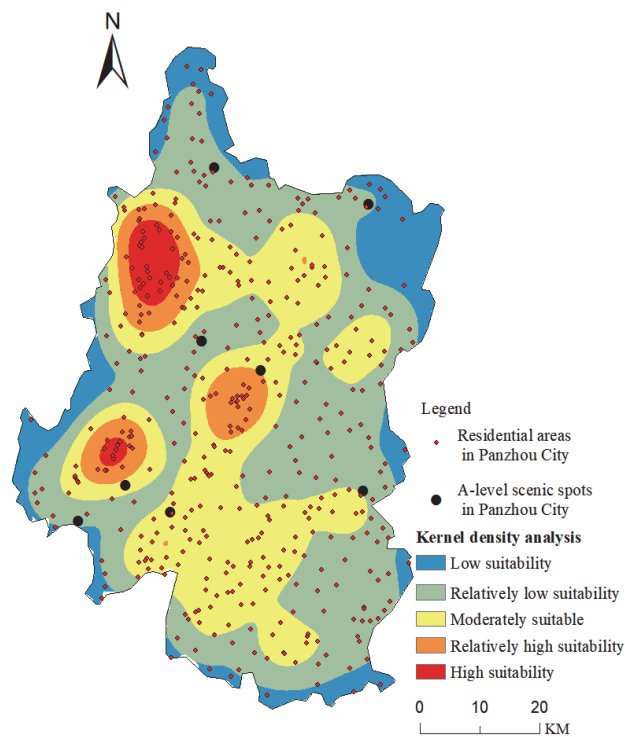 N
Legend
Residential areas
in Panzhou City
A-level scenic spots
in Panzhou City
Kernel density analysis
Low suitability
Relatively low suitability
Moderately suitable
Relatively high suitability
High suitability
0 10 20
KM